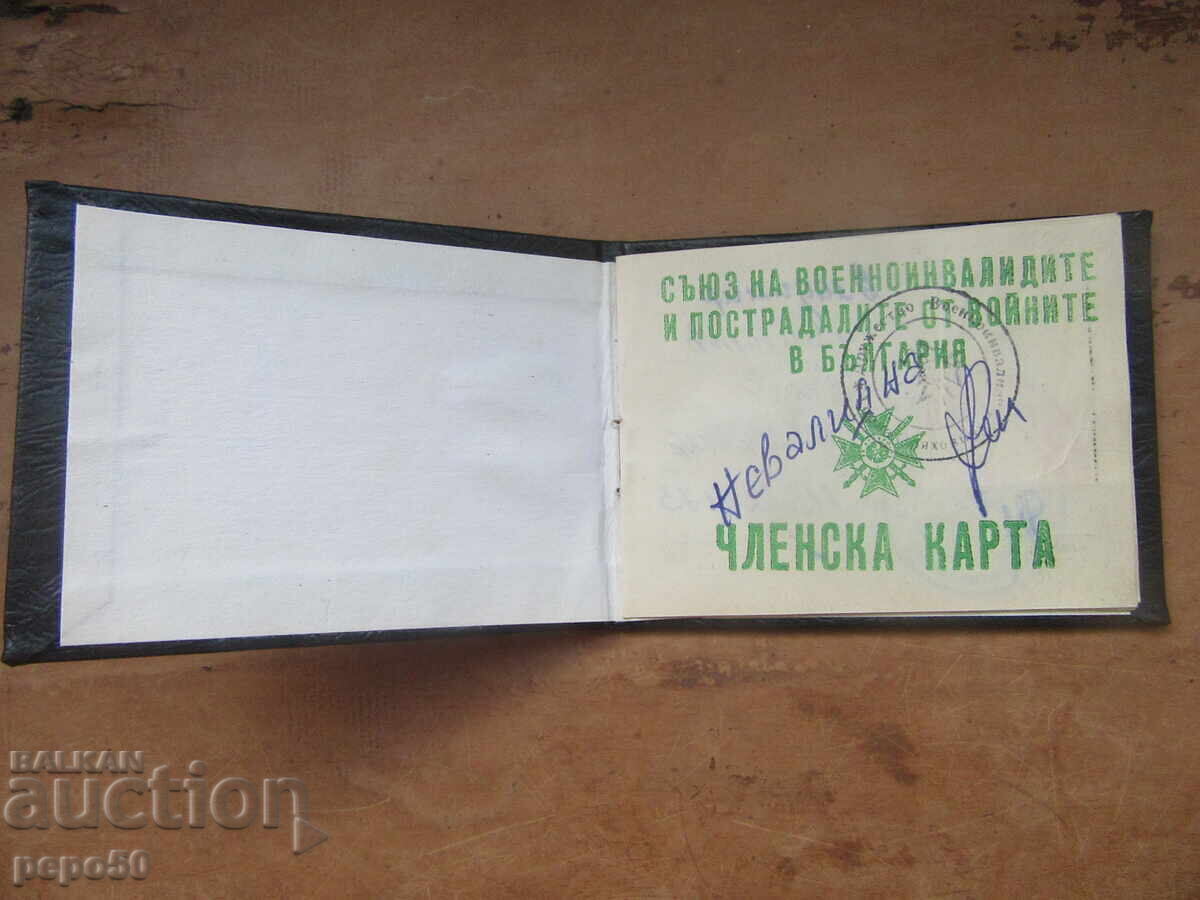 СЪЮЗ НА ВОЕННОИНВАЛИДИТЕ
И ПОСТРАДАЛИТЕ ОТ ВОЙНИТЕ
В БЪЛГАРИЯ
Невалидна
ЧЛЕНСКА КАРТА
BALKAN
auction
pepo50